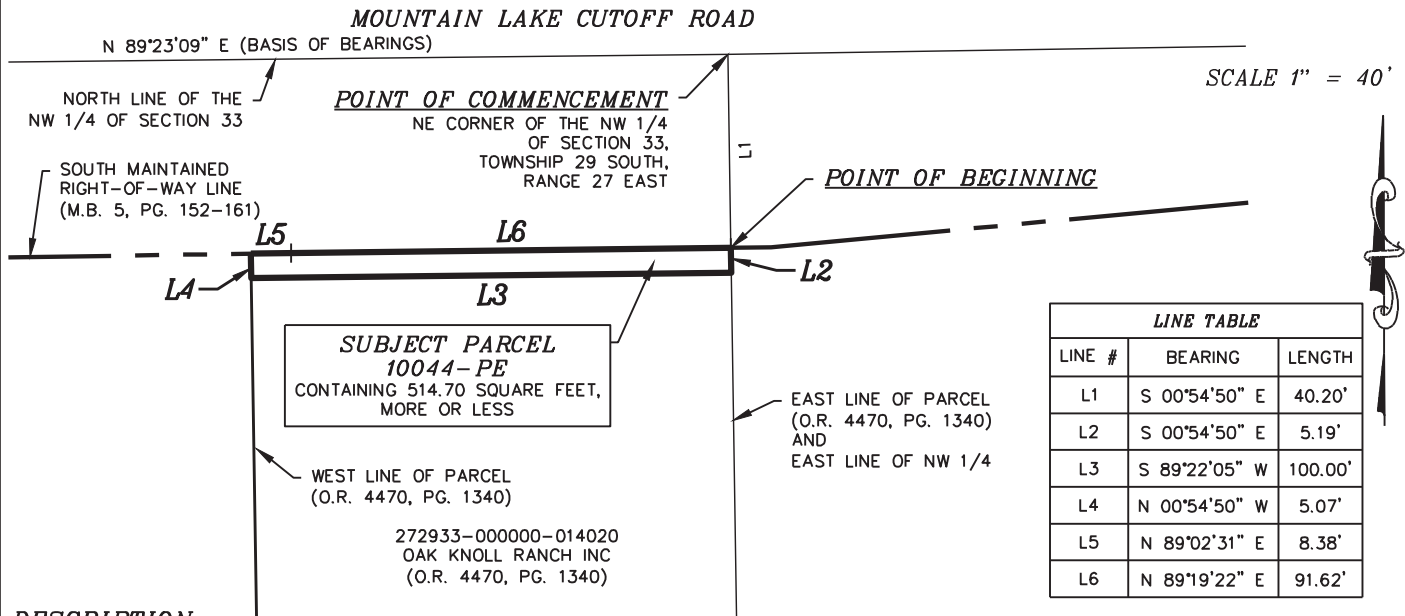 MOUNTAIN LAKE CUTOFF ROAD
N 89°23'09" E (BASIS OF BEARINGS)
SCALE 1" = 40'
NORTH LINE OF THE
NW 1/4 OF SECTION 33
POINT OF COMMENCEMENT
NE CORNER OF THE NW 1/4
OF SECTION 33,
TOWNSHIP 29 SOUTH,
RANGE 27 EAST
L1
SOUTH MAINTAINED
RIGHT-OF-WAY LINE
(M.B. 5, PG. 152-161)
POINT OF BEGINNING
L5
L6
L4
L3
L2
SUBJECT PARCEL
10044-PE
CONTAINING 514.70 SQUARE FEET,
MORE OR LESS
EAST LINE OF PARCEL
(O.R. 4470, PG. 1340)
AND
EAST LINE OF NW 1/4
WEST LINE OF PARCEL
(O.R. 4470, PG. 1340)
272933-000000-014020
OAK KNOLL RANCH INC
(O.R. 4470, PG. 1340)
LINE TABLE
LINE # BEARING LENGTH
L1 S 00°54'50" E 40.20'
L2 S 00°54'50" E 5.19'
L3 S 89°22'05" W 100.00'
L4 N 00°54'50" W 5.07'
L5 N 89°02'31" E 8.38'
L6 N 89°19'22" E 91.62'
DESCRIPTION